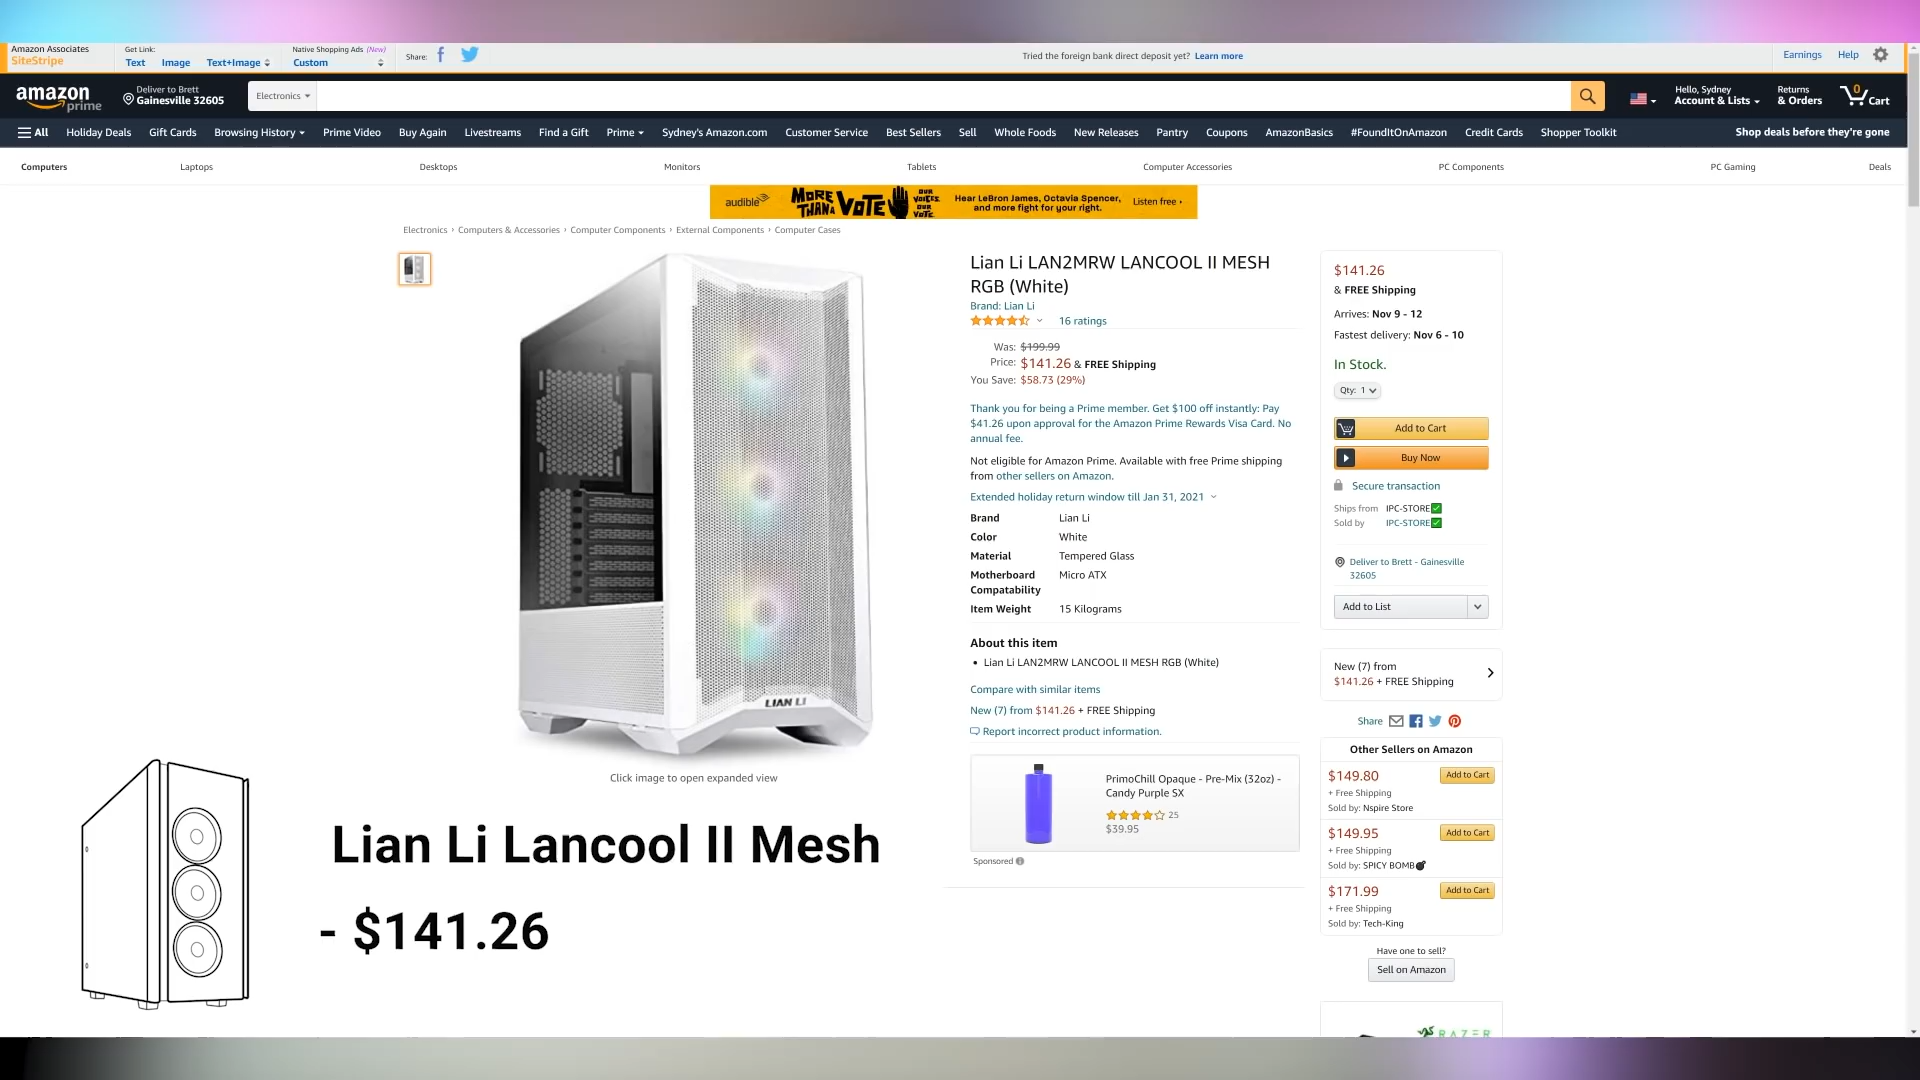 Amazon Associates
SiteStripe
Get Link:
Text Image Text+Image
Native Shopping Ads (New)
Custom
Share:
Tried the foreign bank direct deposit yet? Learn more
Earnings Help
amazon prime
Deliver to Brett
Gainesville 32605
Electronics
Hello, Sydney
Account & Lists
Returns
& Orders
0
Cart
All Holiday Deals Gift Cards Browsing History Prime Video Buy Again Livestreams Find a Gift Prime Sydney's Amazon.com Customer Service Best Sellers Sell Whole Foods New Releases Pantry Coupons AmazonBasics #FoundItOnAmazon Credit Cards Shopper Toolkit Shop deals before they're gone
Computers Laptops Desktops Monitors Tablets Computer Accessories PC Components PC Gaming Deals
audible
MORE THAN A VOTE
OUR VOICES. OUR VOTE.
Hear LeBron James, Octavia Spencer,
and more fight for your right.
Listen free ›
Electronics › Computers & Accessories › Computer Components › External Components › Computer Cases
LIAN LI
Click image to open expanded view
Lian Li LAN2MRW LANCOOL II MESH
RGB (White)
Brand: Lian Li
16 ratings
Was: $199.99
Price: $141.26 & FREE Shipping
You Save: $58.73 (29%)
Thank you for being a Prime member. Get $100 off instantly: Pay
$41.26 upon approval for the Amazon Prime Rewards Visa Card. No
annual fee.
Not eligible for Amazon Prime. Available with free Prime shipping
from other sellers on Amazon.
Extended holiday return window till Jan 31, 2021
Brand Lian Li
Color White
Material Tempered Glass
Motherboard Compatability Micro ATX
Item Weight 15 Kilograms
About this item
• Lian Li LAN2MRW LANCOOL II MESH RGB (White)
Compare with similar items
New (7) from $141.26 + FREE Shipping
Report incorrect product information.
PrimoChill Opaque - Pre-Mix (32oz) -
Candy Purple SX
25
$39.95
Sponsored
$141.26
& FREE Shipping
Arrives: Nov 9 - 12
Fastest delivery: Nov 6 - 10
In Stock.
Qty: 1
Add to Cart
Buy Now
Secure transaction
Ships from IPC-STORE
Sold by IPC-STORE
Deliver to Brett - Gainesville
32605
Add to List
New (7) from
$141.26 + FREE Shipping
Share
Other Sellers on Amazon
$149.80 Add to Cart
+ Free Shipping
Sold by: Nspire Store
$149.95 Add to Cart
+ Free Shipping
Sold by: SPICY BOMB
$171.99 Add to Cart
+ Free Shipping
Sold by: Tech-King
Have one to sell?
Sell on Amazon
RAZER
Lian Li Lancool II Mesh
- $141.26